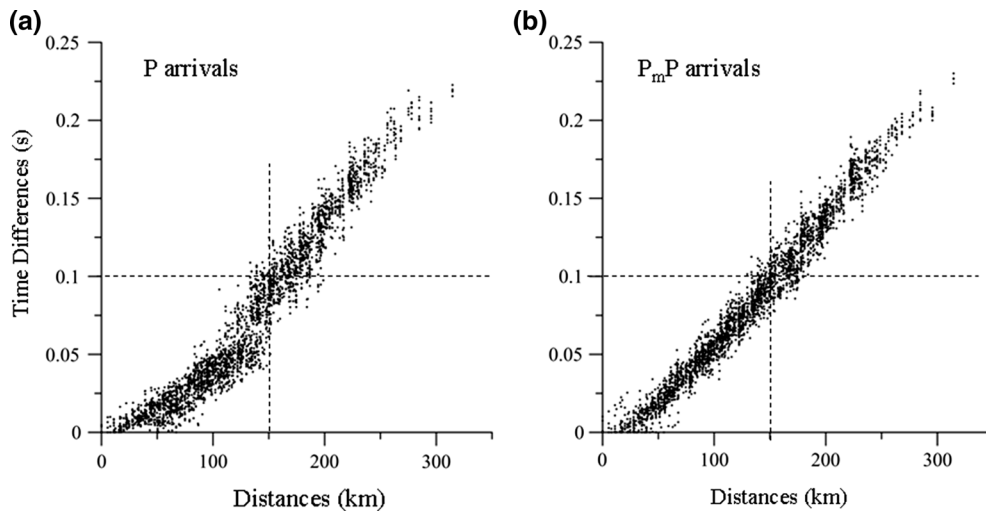 (a)
P arrivals
Time Differences (s)
0.25
0.2
0.15
0.1
0.05
0
0 100 200 300
Distances (km)
(b)
PmP arrivals
0.25
0.2
0.15
0.1
0.05
0
0 100 200 300
Distances (km)